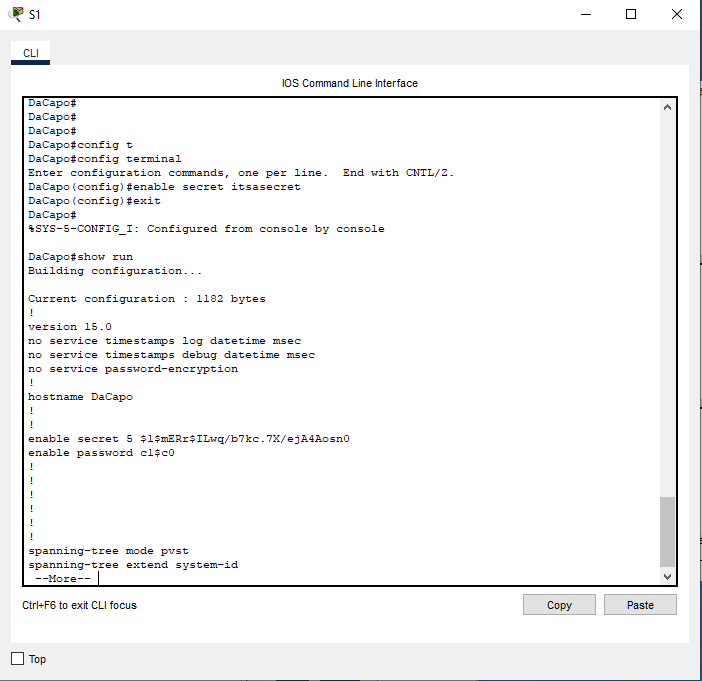 S1
CLI
IOS Command Line Interface
DaCapo#
DaCapo#
DaCapo#
DaCapo#config t
DaCapo#config terminal
Enter configuration commands, one per line.  End with CNTL/Z.
DaCapo(config)#enable secret itsasecret
DaCapo(config)#exit
DaCapo#
%SYS-5-CONFIG_I: Configured from console by console
DaCapo#show run
Building configuration...
Current configuration : 1182 bytes
!
version 15.0
no service timestamps log datetime msec
no service timestamps debug datetime msec
no service password-encryption
!
hostname DaCapo
!
!
enable secret 5 $1$mERr$ILwq/b7kc.7X/ejA4Aosn0
enable password c1$c0
!
!
!
!
!
!
spanning-tree mode pvst
spanning-tree extend system-id
 --More--
Ctrl+F6 to exit CLI focus
Copy
Paste
Top